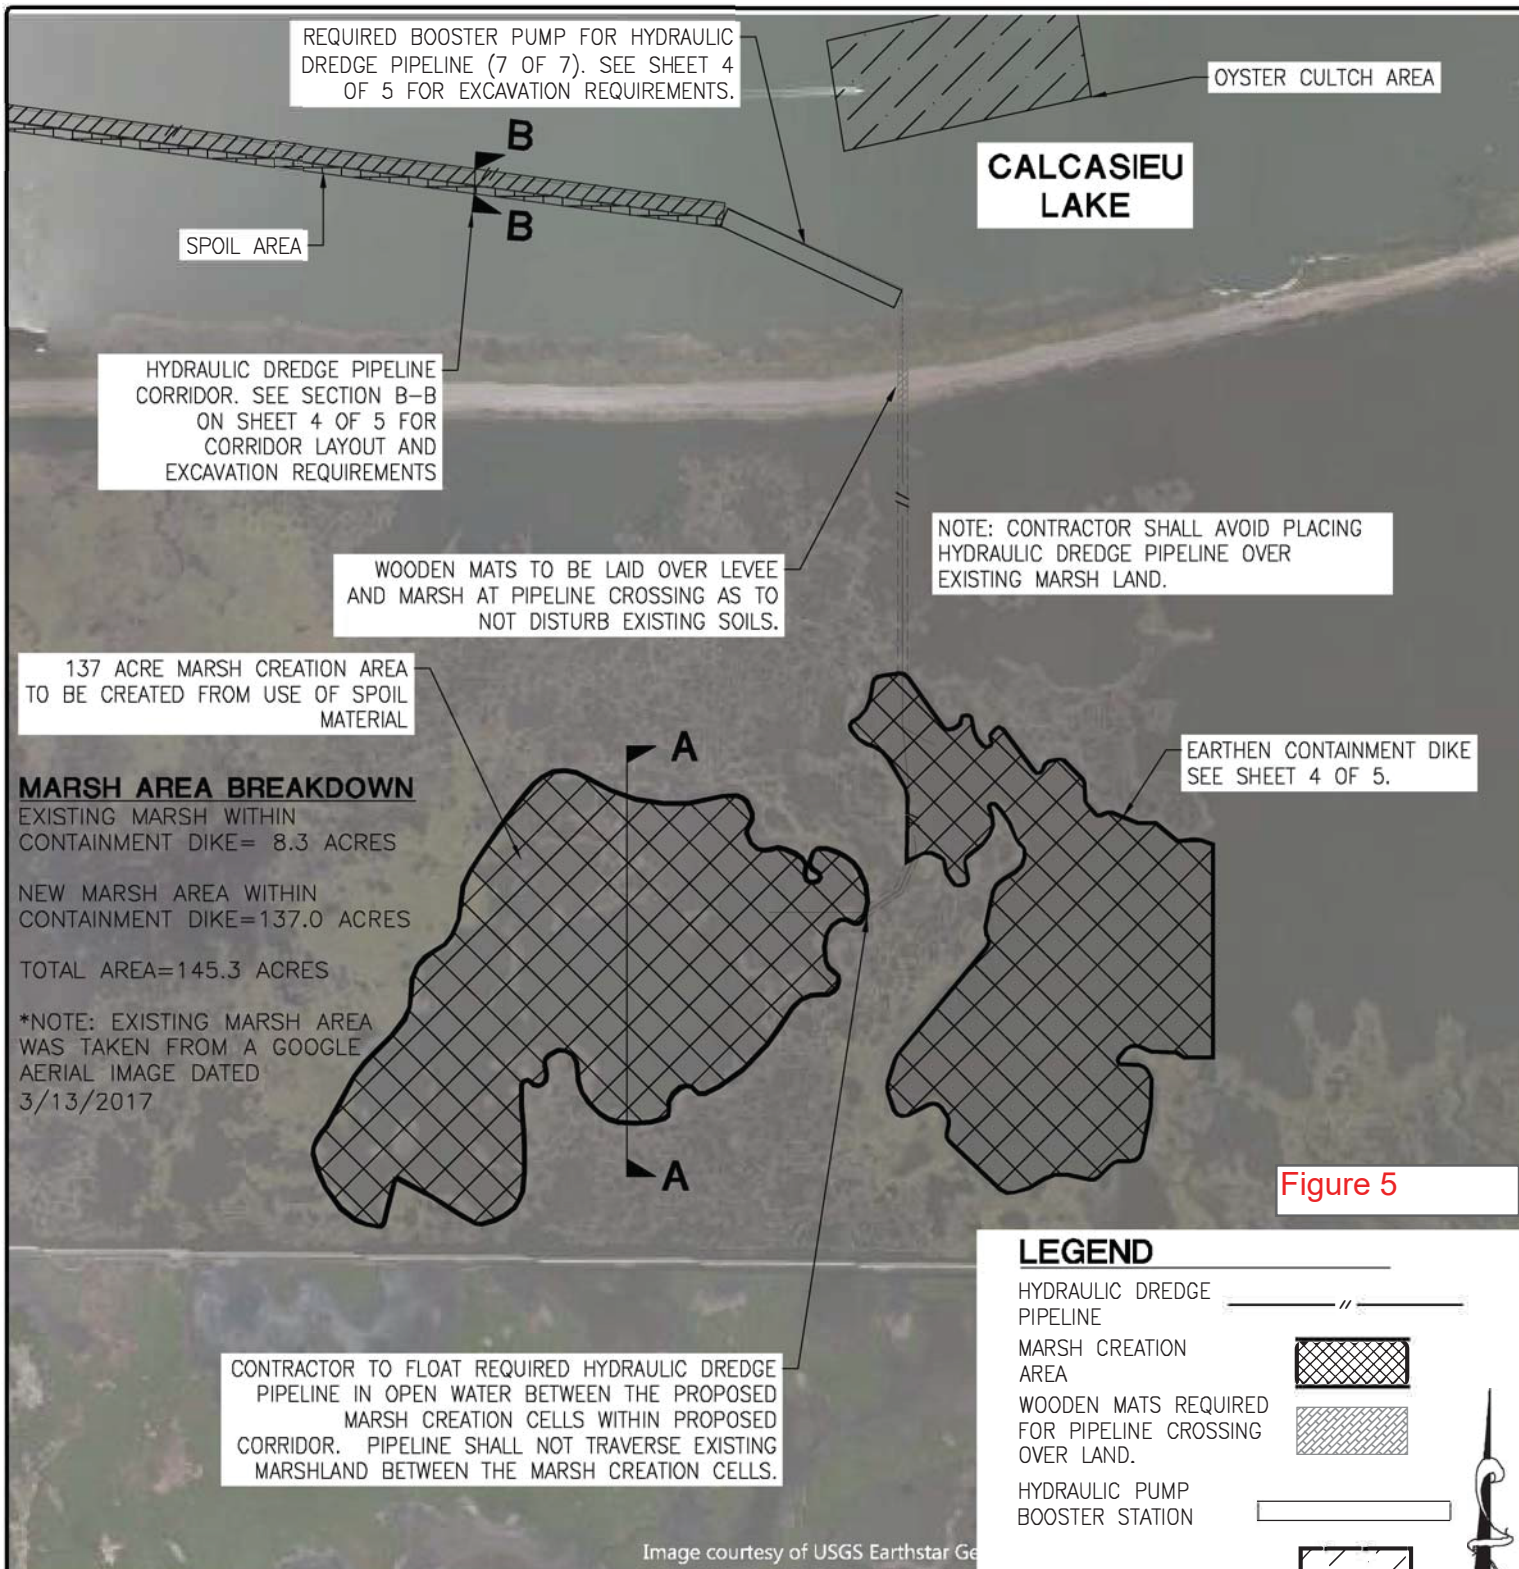 REQUIRED BOOSTER PUMP FOR HYDRAULIC
DREDGE PIPELINE (7 OF 7). SEE SHEET 4
OF 5 FOR EXCAVATION REQUIREMENTS.
OYSTER CULTCH AREA
B
CALCASIEU
LAKE
B
SPOIL AREA
HYDRAULIC DREDGE PIPELINE
CORRIDOR. SEE SECTION B-B
ON SHEET 4 OF 5 FOR
CORRIDOR LAYOUT AND
EXCAVATION REQUIREMENTS
NOTE: CONTRACTOR SHALL AVOID PLACING
HYDRAULIC DREDGE PIPELINE OVER
EXISTING MARSH LAND.
WOODEN MATS TO BE LAID OVER LEVEE
AND MARSH AT PIPELINE CROSSING AS TO
NOT DISTURB EXISTING SOILS.
137 ACRE MARSH CREATION AREA
TO BE CREATED FROM USE OF SPOIL
MATERIAL
A
EARTHEN CONTAINMENT DIKE
SEE SHEET 4 OF 5.
MARSH AREA BREAKDOWN
EXISTING MARSH WITHIN
CONTAINMENT DIKE= 8.3 ACRES
NEW MARSH AREA WITHIN
CONTAINMENT DIKE=137.0 ACRES
TOTAL AREA=145.3 ACRES
*NOTE: EXISTING MARSH AREA
WAS TAKEN FROM A GOOGLE
AERIAL IMAGE DATED
3/13/2017
A
Figure 5
CONTRACTOR TO FLOAT REQUIRED HYDRAULIC DREDGE
PIPELINE IN OPEN WATER BETWEEN THE PROPOSED
MARSH CREATION CELLS WITHIN PROPOSED
CORRIDOR. PIPELINE SHALL NOT TRAVERSE EXISTING
MARSHLAND BETWEEN THE MARSH CREATION CELLS.
LEGEND
HYDRAULIC DREDGE
PIPELINE
MARSH CREATION
AREA
WOODEN MATS REQUIRED
FOR PIPELINE CROSSING
OVER LAND.
HYDRAULIC PUMP
BOOSTER STATION
Image courtesy of USGS Earthstar Ge